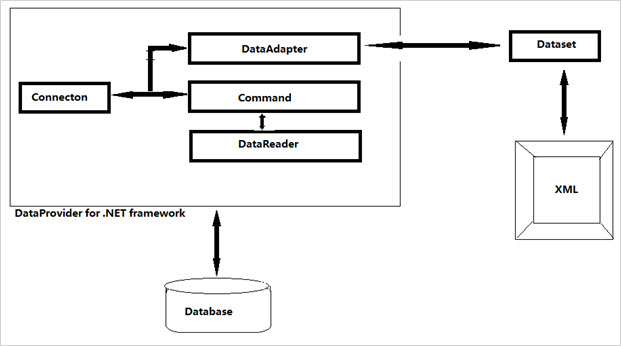 DataAdapter
Dataset
Connecton
Command
DataReader
XML
DataProvider for .NET framework
Database